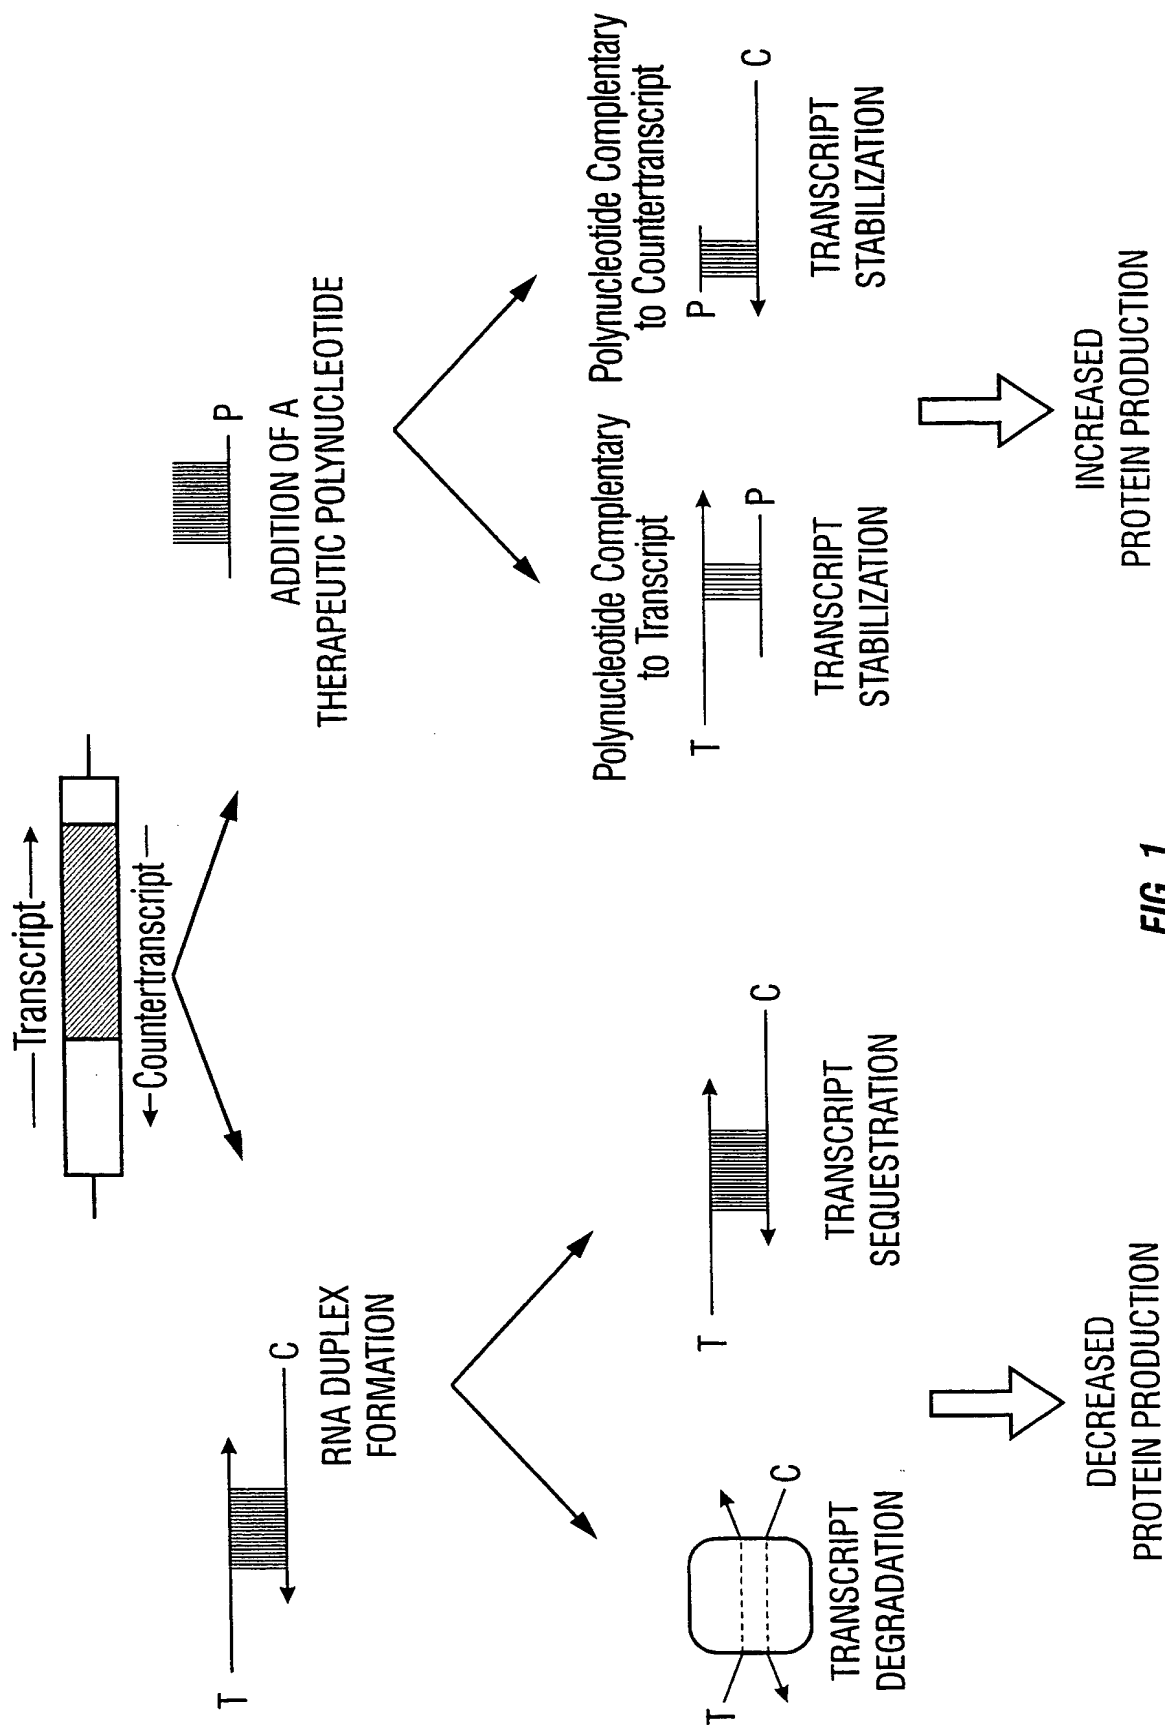 Transcript
Countertranscript
T
C
RNA DUPLEX
FORMATION
P
ADDITION OF A
THERAPEUTIC POLYNUCLEOTIDE
T
C
TRANSCRIPT
DEGRADATION
T
C
TRANSCRIPT
SEQUESTRATION
Polynucleotide Complentary
to Transcript
T
P
TRANSCRIPT
STABILIZATION
Polynucleotide Complentary
to Countertranscript
P
C
TRANSCRIPT
STABILIZATION
DECREASED
PROTEIN PRODUCTION
INCREASED
PROTEIN PRODUCTION
FIG. 1